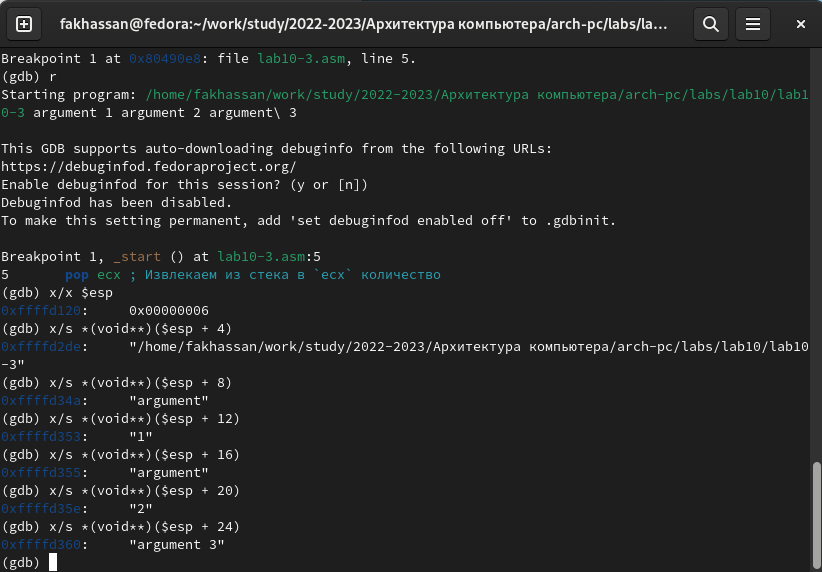 fakhassan@fedora:~/work/study/2022-2023/Архитектура компьютера/arch-pc/labs/la...
Breakpoint 1 at 0x80490e8: file lab10-3.asm, line 5.
(gdb) r
Starting program: /home/fakhassan/work/study/2022-2023/Архитектура компьютера/arch-pc/labs/lab10/lab1
0-3 argument 1 argument 2 argument\ 3
This GDB supports auto-downloading debuginfo from the following URLs:
https://debuginfod.fedoraproject.org/
Enable debuginfod for this session? (y or [n])
Debuginfod has been disabled.
To make this setting permanent, add 'set debuginfod enabled off' to .gdbinit.
Breakpoint 1, _start () at lab10-3.asm:5
5 pop ecx ; Извлекаем из стека в `ecx` количество
(gdb) x/x $esp
0xffffd120: 0x00000006
(gdb) x/s *(void**)($esp + 4)
0xffffd2de: "/home/fakhassan/work/study/2022-2023/Архитектура компьютера/arch-pc/labs/lab10/lab10
-3"
(gdb) x/s *(void**)($esp + 8)
0xffffd34a: "argument"
(gdb) x/s *(void**)($esp + 12)
0xffffd353: "1"
(gdb) x/s *(void**)($esp + 16)
0xffffd355: "argument"
(gdb) x/s *(void**)($esp + 20)
0xffffd35e: "2"
(gdb) x/s *(void**)($esp + 24)
0xffffd360: "argument 3"
(gdb)